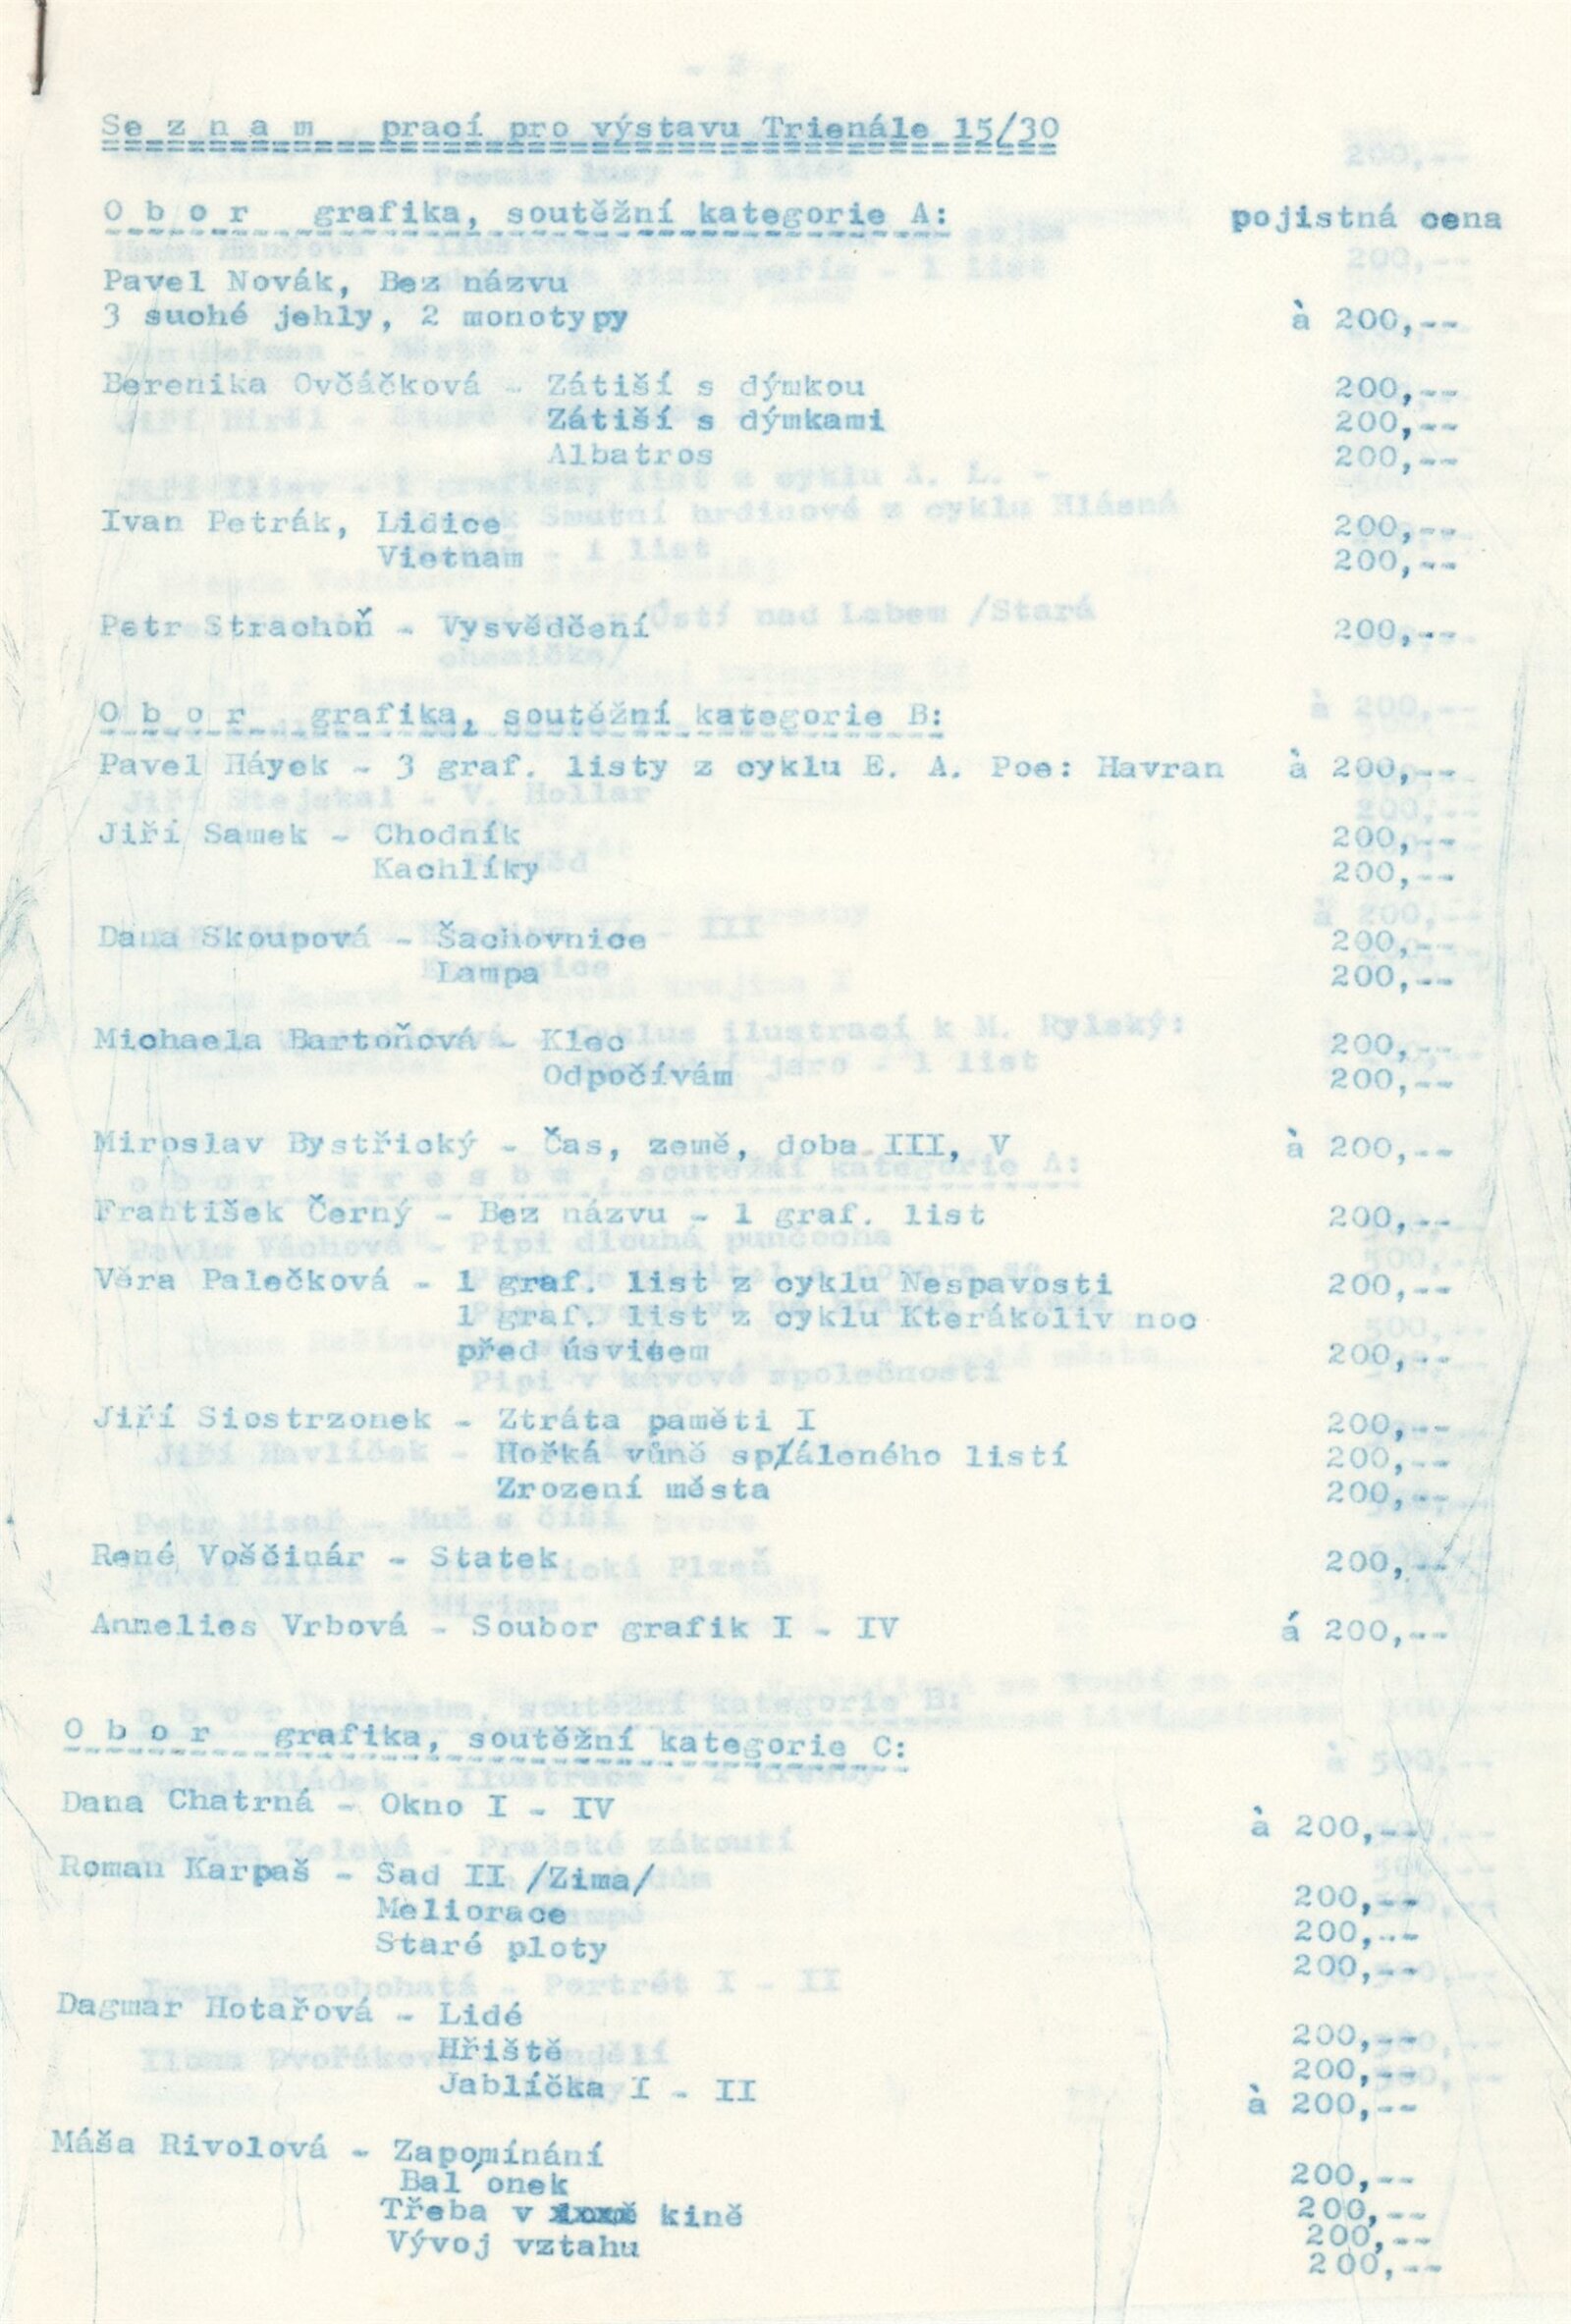 S e z n a m   prací pro výstavu Trienále 15/30
O b o r   grafika, soutěžní kategorie A:   pojistná cena
Pavel Novák, Bez názvu
3 suché jehly, 2 monotypy   à 200,--
Berenika Ovčáčková - Zátiší s dýmkou   200,--
Zátiší s dýmkami   200,--
Albatros   200,--
Ivan Petrák, Lidice   200,--
Vietnam   200,--
Petr Strachoň - Vysvědčení   200,--
O b o r   grafika, soutěžní kategorie B:
Pavel Háyek - 3 graf. listy z cyklu E. A. Poe: Havran   à 200,--
Jiří Samek - Chodník   200,--
Kachlíky   200,--
Dana Skoupová - Šachovnice   200,--
Lampa   200,--
Michaela Bartoňová - Klec   200,--
Odpočívám   200,--
Miroslav Bystřický - Čas, země, doba III, V   à 200,--
František Černý - Bez názvu - 1 graf. list   200,--
Věra Palečková - 1 graf. list z cyklu Nespavosti   200,--
1 graf. list z cyklu Kterákoliv noc
před úsvisem   200,--
Jiří Siostrzonek - Ztráta paměti I   200,--
Hořká vůně sp/áleného listí   200,--
Zrození města   200,--
René Voščinár - Statek   200,--
Annelies Vrbová - Soubor grafik I - IV   á 200,--
O b o r   grafika, soutěžní kategorie C:
Dana Chatrná - Okno I - IV   à 200,--
Roman Karpaš - Sad II /Zima/   200,--
Meliorace   200,--
Staré ploty   200,--
Dagmar Hotařová - Lidé   200,--
Hřiště   200,--
Jablíčka I - II   à 200,--
Máša Rivolová - Zapomínání   200,--
Bal´onek   200,--
Třeba v kině   200,--
Vývoj vztahu   200,--